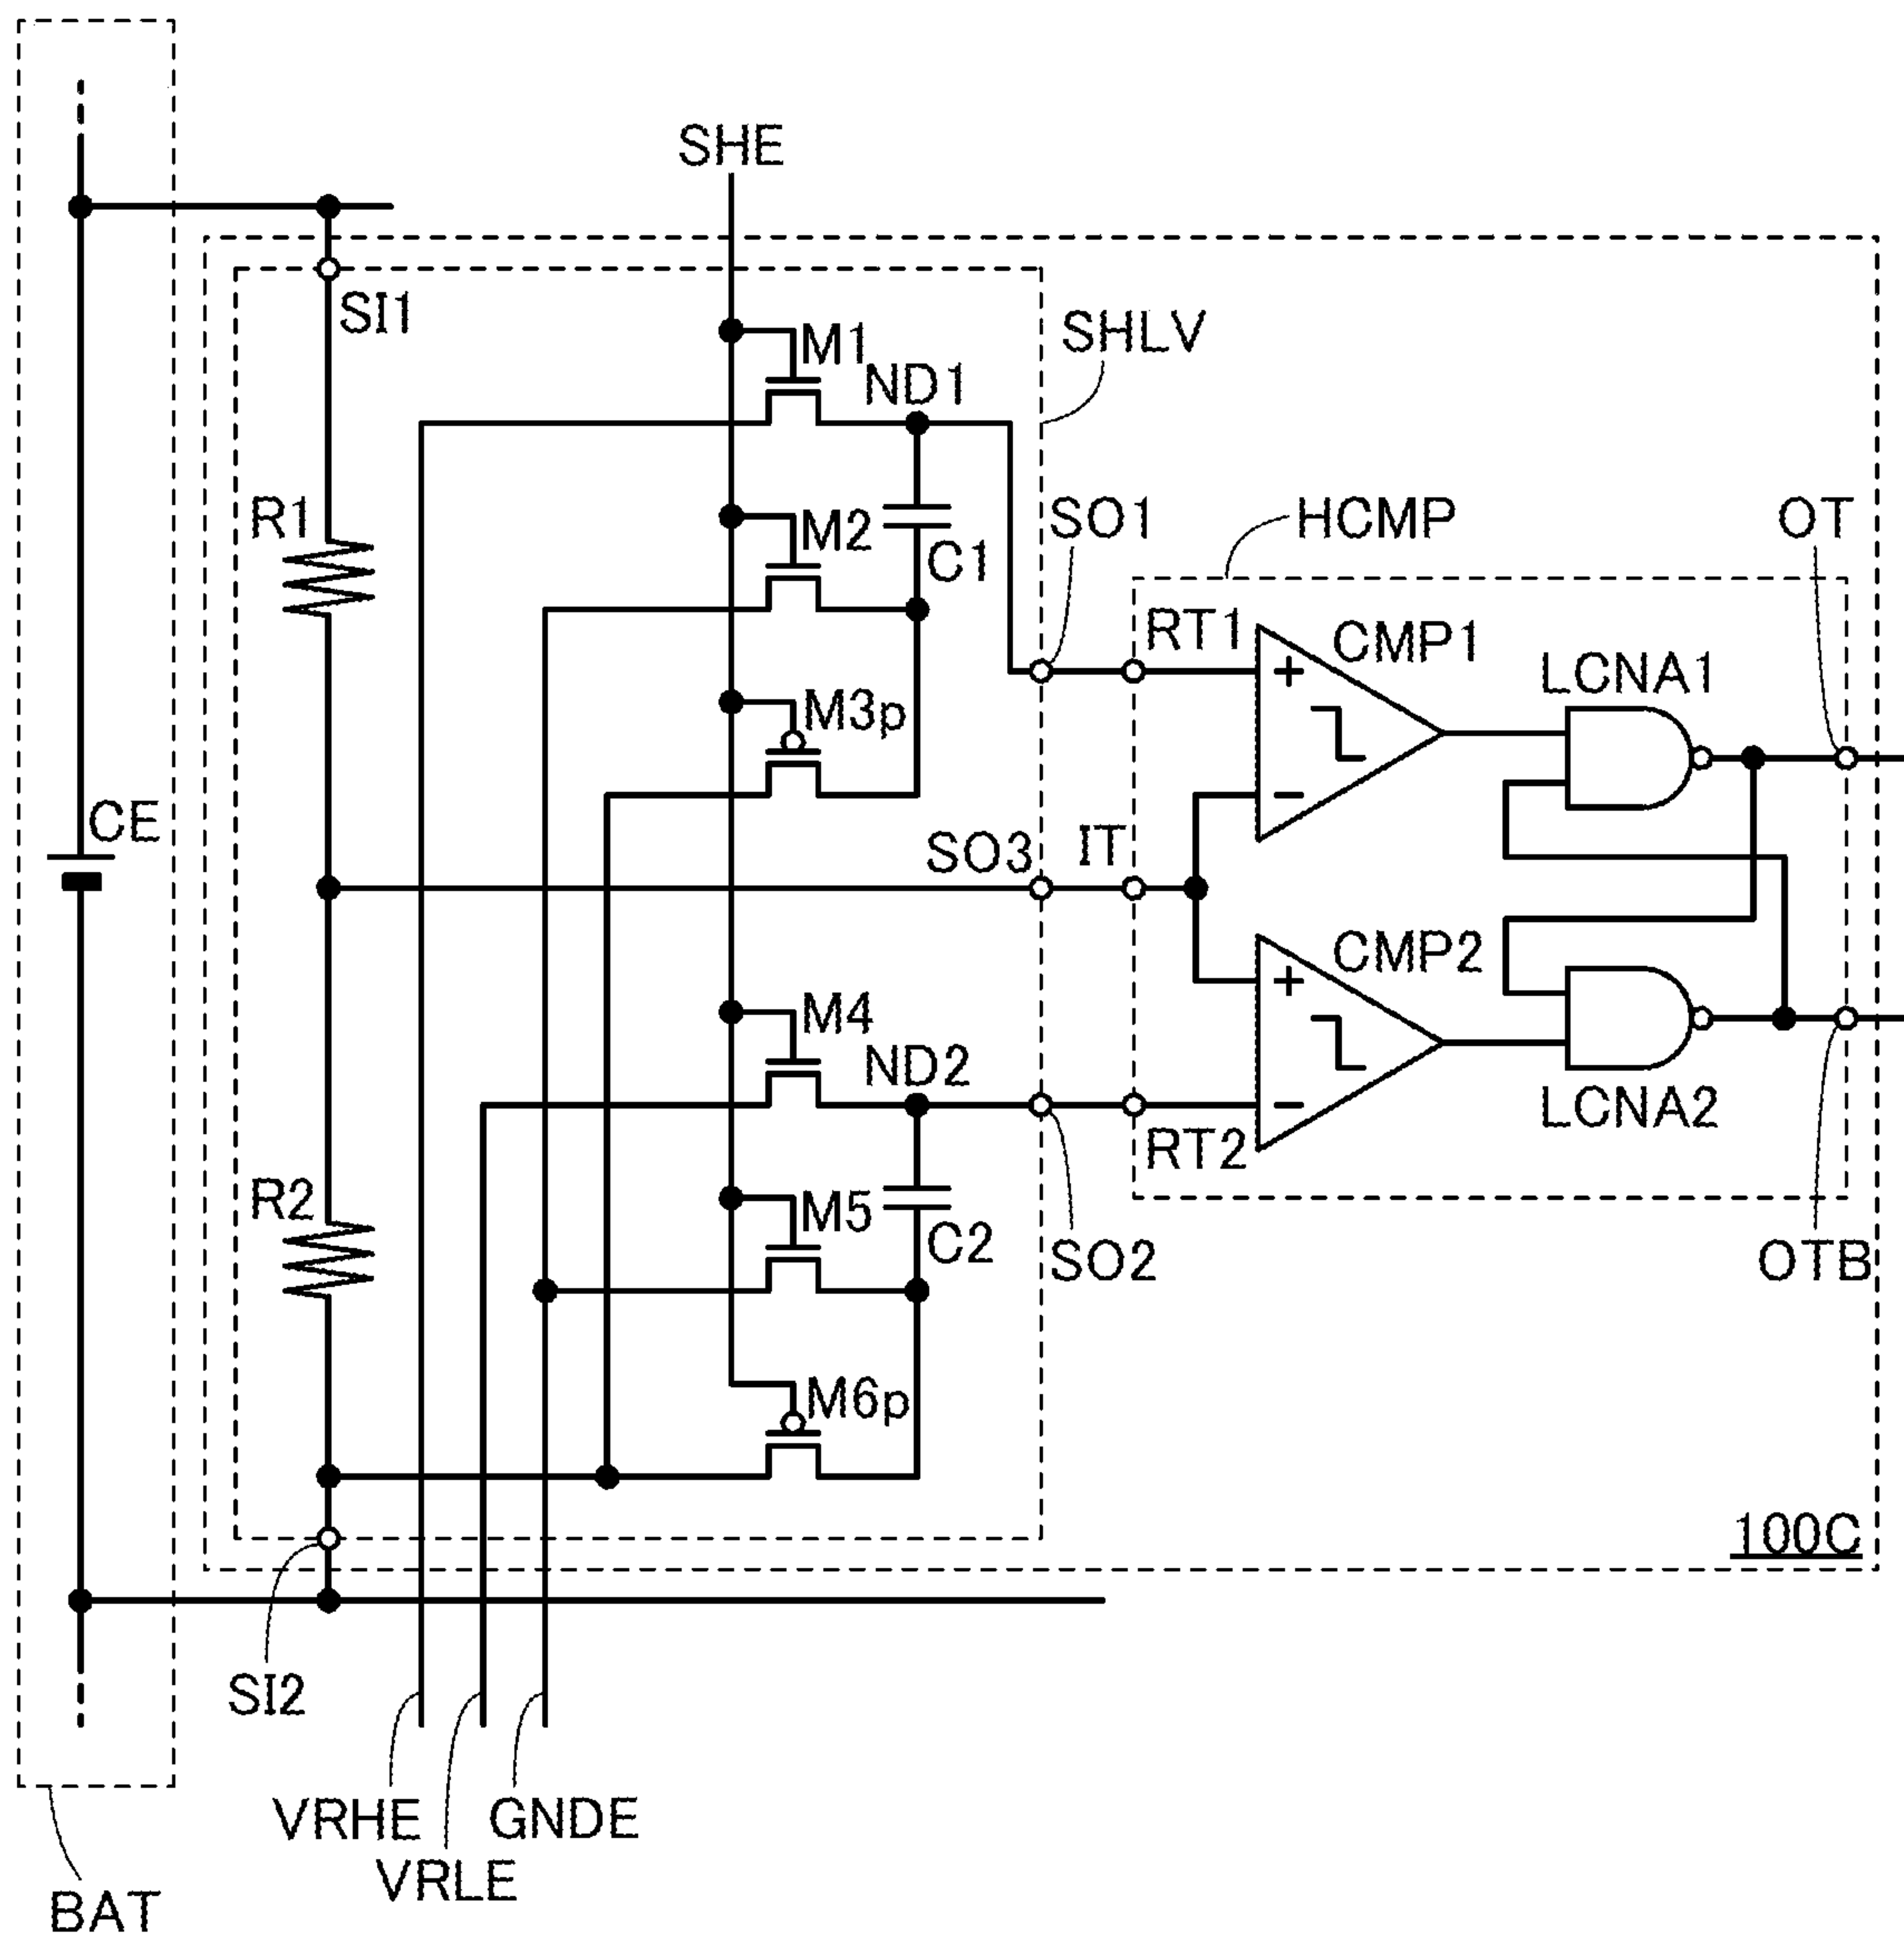 SHE
SI1
M1
ND1
SHLV
R1
M2
C1
SO1
HCMP
OT
RT1
CMP1
LCNA1
M3p
CE
SO3
IT
CMP2
M4
ND2
RT2
LCNA2
R2
M5
C2
SO2
OTB
M6p
100C
SI2
VRHE
GNDE
VRLE
BAT
+
−
+
−